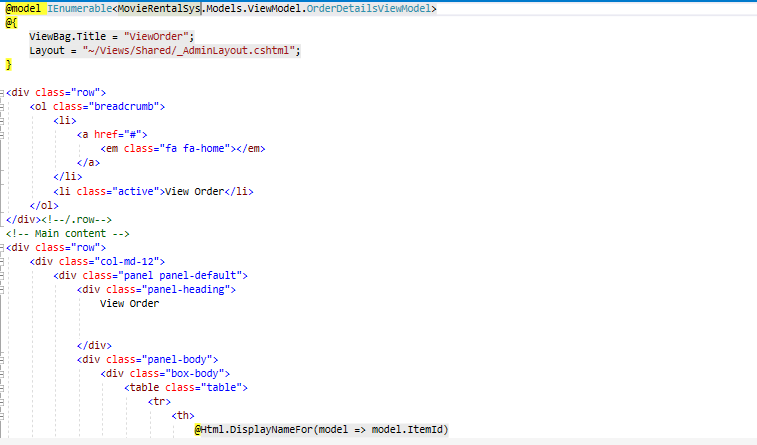 @model IEnumerable<MovieRentalSys.Models.ViewModel.OrderDetailsViewModel>
@{
    ViewBag.Title = "ViewOrder";
    Layout = "~/Views/Shared/_AdminLayout.cshtml";
}
<div class="row">
    <ol class="breadcrumb">
        <li>
            <a href="#">
                <em class="fa fa-home"></em>
            </a>
        </li>
        <li class="active">View Order</li>
    </ol>
</div><!--/.row-->
<!-- Main content -->
<div class="row">
    <div class="col-md-12">
        <div class="panel panel-default">
            <div class="panel-heading">
                View Order
            </div>
            <div class="panel-body">
                <div class="box-body">
                    <table class="table">
                        <tr>
                            <th>
                                @Html.DisplayNameFor(model => model.ItemId)